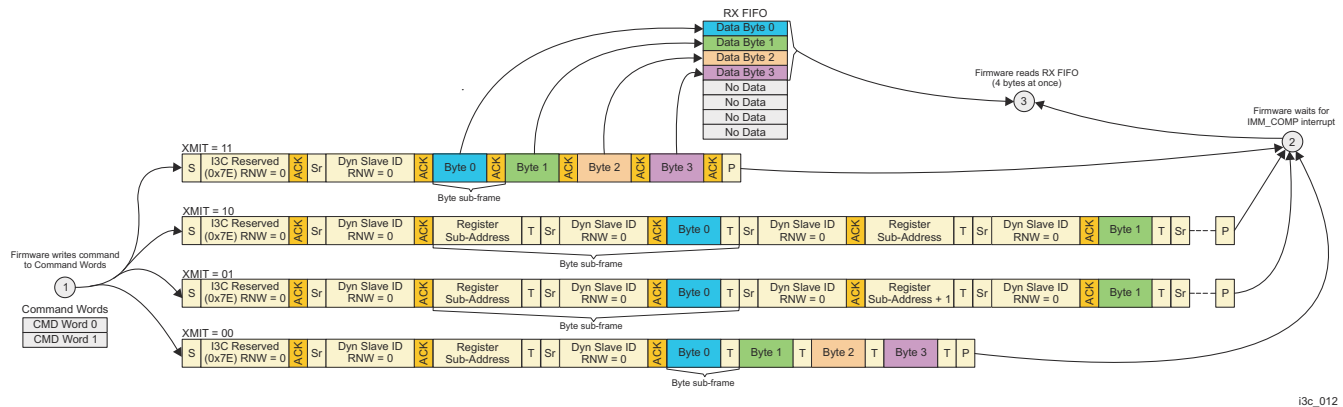 RX FIFO
Data Byte 0
Data Byte 1
Data Byte 2
Data Byte 3
No Data
No Data
No Data
No Data
Firmware reads RX FIFO
(4 bytes at once)
3
Firmware waits for
IMM_COMP interrupt
2
XMIT = 11
S I3C Reserved (0x7E) RNW = 0 ACK Sr Dyn Slave ID RNW = 0 ACK Byte 0 ACK Byte 1 ACK Byte 2 ACK Byte 3 ACK P
Byte sub-frame
XMIT = 10
S I3C Reserved (0x7E) RNW = 0 ACK Sr Dyn Slave ID RNW = 0 ACK Register Sub-Address T Sr Dyn Slave ID RNW = 0 ACK Byte 0 T Sr Dyn Slave ID RNW = 0 ACK Register Sub-Address T Sr Dyn Slave ID RNW = 0 ACK Byte 1 T Sr P
Byte sub-frame
Firmware writes command
to Command Words
1
Command Words
CMD Word 0
CMD Word 1
XMIT = 01
S I3C Reserved (0x7E) RNW = 0 ACK Sr Dyn Slave ID RNW = 0 ACK Register Sub-Address T Sr Dyn Slave ID RNW = 0 ACK Byte 0 T Sr Dyn Slave ID RNW = 0 ACK Register Sub-Address + 1 T Sr Dyn Slave ID RNW = 0 ACK Byte 1 T Sr P
Byte sub-frame
XMIT = 00
S I3C Reserved (0x7E) RNW = 0 ACK Sr Dyn Slave ID RNW = 0 ACK Register Sub-Address T Sr Dyn Slave ID RNW = 0 ACK Byte 0 T Byte 1 T Byte 2 T Byte 3 T P
Byte sub-frame
i3c_012